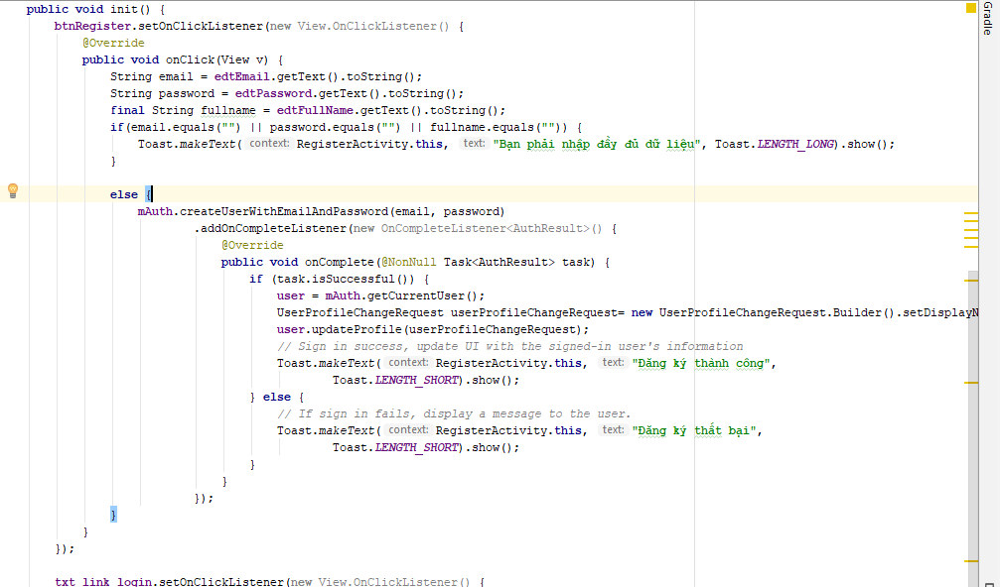 public void init() {
btnRegister.setOnClickListener(new View.OnClickListener() {
@Override
public void onClick(View v) {
String email = edtEmail.getText().toString();
String password = edtPassword.getText().toString();
final String fullname = edtFullName.getText().toString();
if(email.equals("") || password.equals("") || fullname.equals("")) {
Toast.makeText( context: RegisterActivity.this, text: "Bạn phải nhập đầy đủ dữ liệu", Toast.LENGTH_LONG).show();
}
else {
mAuth.createUserWithEmailAndPassword(email, password)
.addOnCompleteListener(new OnCompleteListener<AuthResult>() {
@Override
public void onComplete(@NonNull Task<AuthResult> task) {
if (task.isSuccessful()) {
user = mAuth.getCurrentUser();
UserProfileChangeRequest userProfileChangeRequest= new UserProfileChangeRequest.Builder().setDisplayN
user.updateProfile(userProfileChangeRequest);
// Sign in success, update UI with the signed-in user's information
Toast.makeText( context: RegisterActivity.this, text: "Đăng ký thành công",
Toast.LENGTH_SHORT).show();
} else {
// If sign in fails, display a message to the user.
Toast.makeText( context: RegisterActivity.this, text: "Đăng ký thất bại",
Toast.LENGTH_SHORT).show();
}
}
});
}
}
});
txt_link_login.setOnClickListener(new View.OnClickListener() {
Gradle